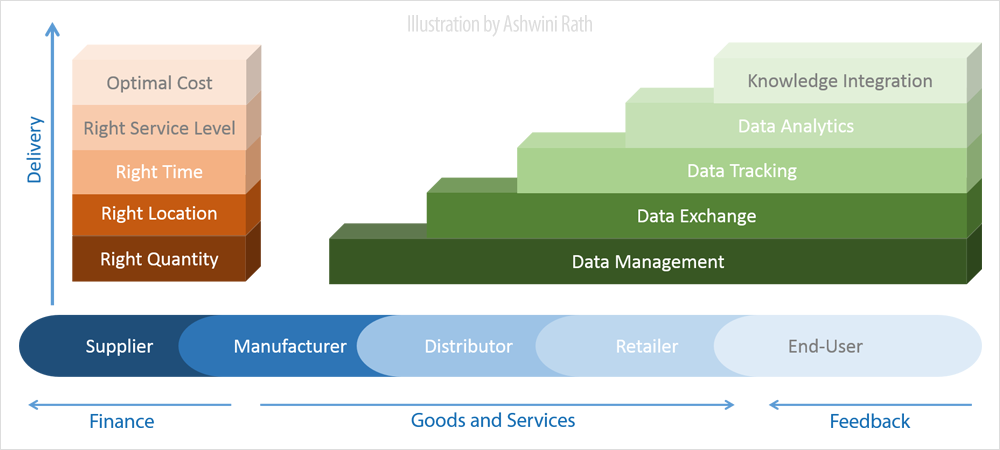 Illustration by Ashwini Rath
Delivery
Optimal Cost
Right Service Level
Right Time
Right Location
Right Quantity
Knowledge Integration
Data Analytics
Data Tracking
Data Exchange
Data Management
Supplier
Manufacturer
Distributor
Retailer
End-User
Finance
Goods and Services
Feedback